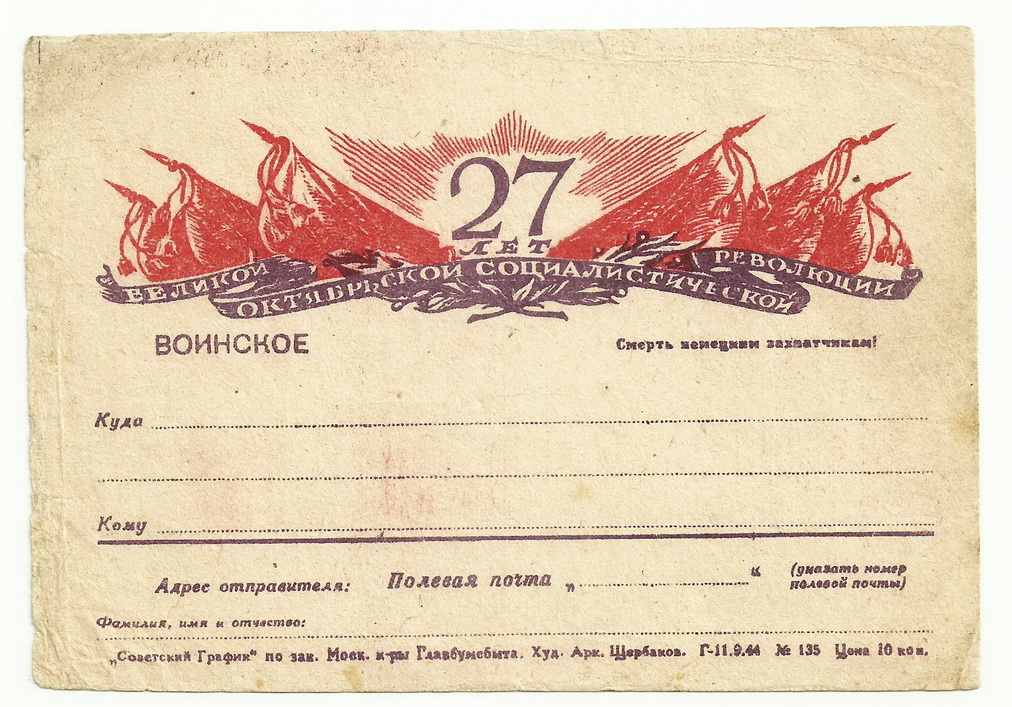 27
ЛЕТ
ВЕЛИКОЙ ОКТЯБРЬСКОЙ СОЦИАЛИСТИЧЕСКОЙ РЕВОЛЮЦИИ
ВОИНСКОЕ
Смерть немецким захватчикам!
Куда
Кому
Адрес отправителя: Полевая почта „ “ (указать номер
полевой почты)
Фамилия, имя и отчество:
„Советский График“ по зак. Моск. к-ры Главбумсбыта. Худ. Арк. Щербаков. Г-11.9.44 № 135 Цена 10 коп.